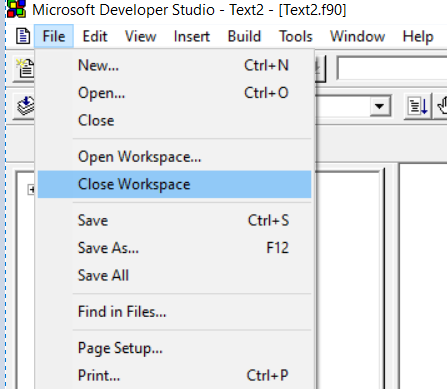 Microsoft Developer Studio - Text2 - [Text2.f90]
File Edit View Insert Build Tools Window Help
New... Ctrl+N
Open... Ctrl+O
Close
Open Workspace...
Close Workspace
Save Ctrl+S
Save As... F12
Save All
Find in Files...
Page Setup...
Print... Ctrl+P